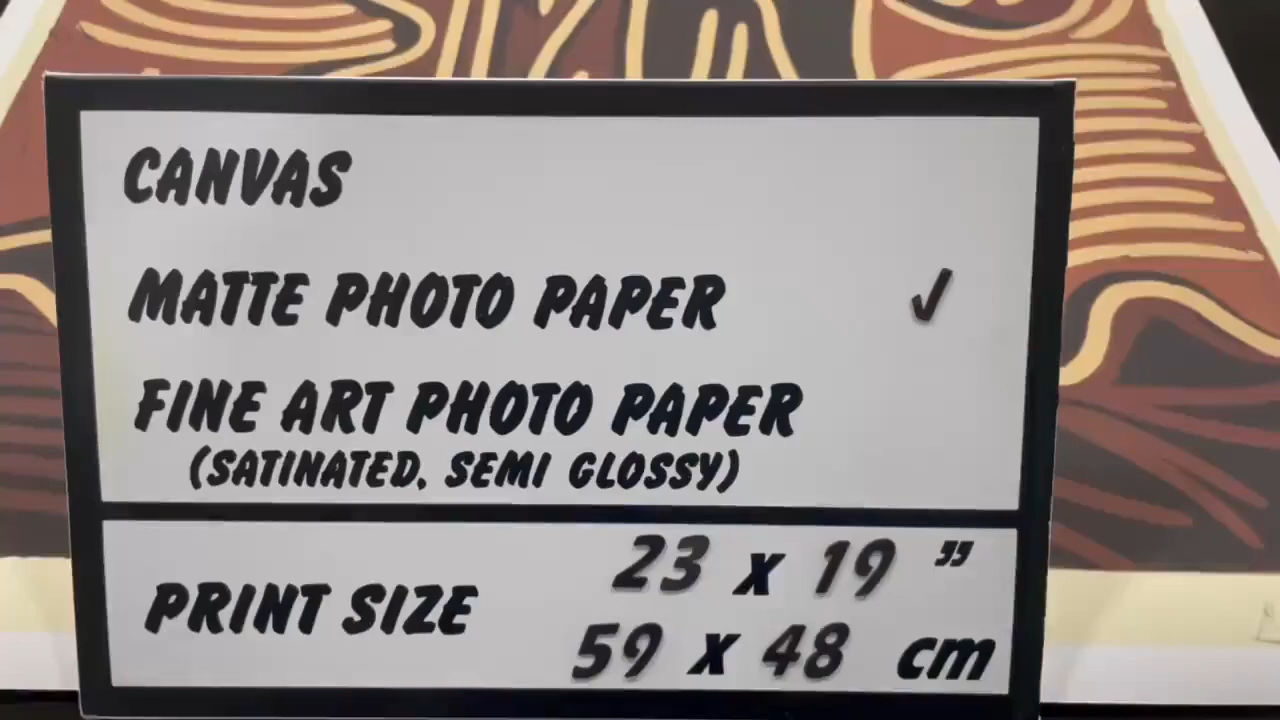 CANVAS
MATTE PHOTO PAPER ✓
FINE ART PHOTO PAPER
(SATINATED, SEMI GLOSSY)
PRINT SIZE
23 x 19 ”
59 x 48 cm